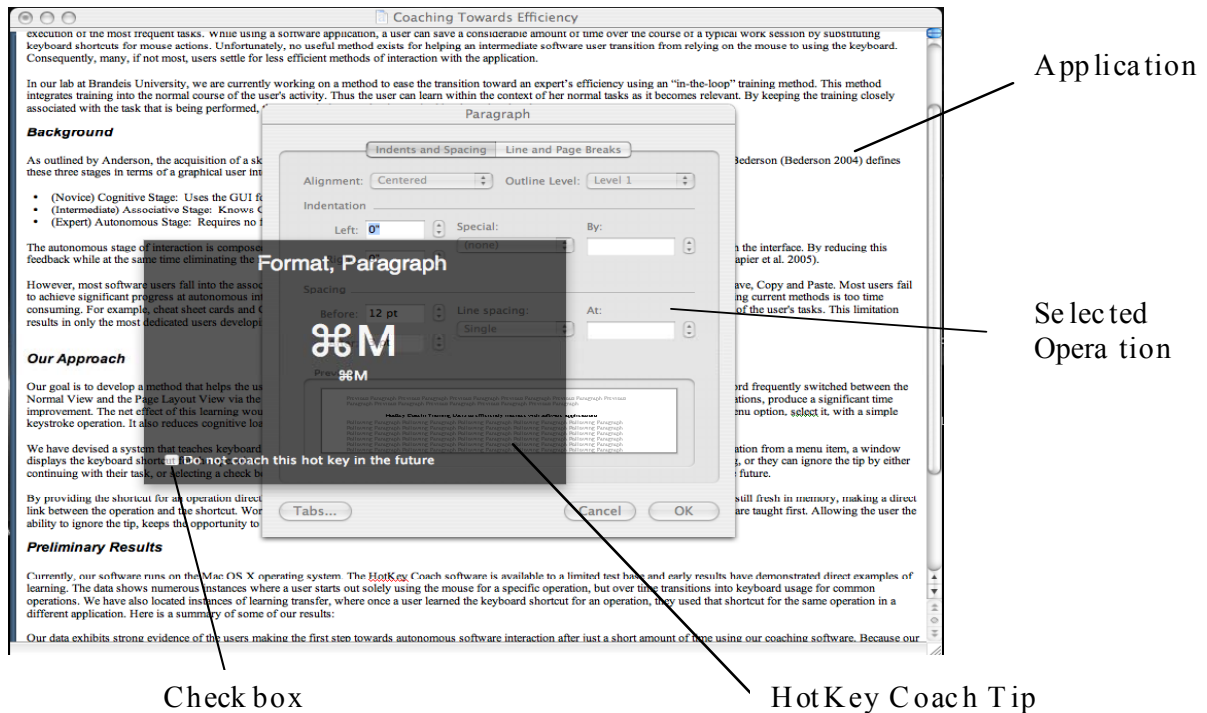 Coaching Towards Efficiency
execution of the most frequent tasks. While using a software application, a user can save a considerable amount of time over the course of a typical work session by substituting
keyboard shortcuts for mouse actions. Unfortunately, no useful method exists for helping an intermediate software user transition from relying on the mouse to using the keyboard.
Consequently, many, if not most, users settle for less efficient methods of interaction with the application.
In our lab at Brandeis University, we are currently working on a method to ease the transition toward an expert's efficiency using an "in-the-loop" training method. This method
integrates training into the normal course of the user's activity. Thus the user can learn within the context of her normal tasks as it becomes relevant. By keeping the training closely
associated with the task that is being performed,
Background
As outlined by Anderson, the acquisition of a Bederson (Bederson 2004) defines
these three stages in terms of a graphical user
• (Novice) Cognitive Stage: Uses the GUI
• (Intermediate) Associative Stage: Knows
• (Expert) Autonomous Stage: Requires no
The autonomous stage of interaction is the interface. By reducing this
feedback while at the same time eliminating the et al. 2005).
However, most software users fall into the Copy and Paste. Most users fail
to achieve significant progress at autonomous current methods is too time
consuming. For example, cheat sheet cards and of the user's tasks. This limitation
results in only the most dedicated users
Our Approach
Our goal is to develop a method that helps the frequently switched between the
Normal View and the Page Layout View via the produce a significant time
improvement. The net effect of this learning option, select it, with a simple
keystroke operation. It also reduces cognitive
We have devised a system that teaches keyboard from a menu item, a window
displays the keyboard or they can ignore the tip by either
continuing with their task, or selecting a check future.
By providing the shortcut for an operation still fresh in memory, making a direct
link between the operation and the shortcut. are taught first. Allowing the user the
ability to ignore the tip, keeps the opportunity to
Preliminary Results
Currently, our software runs on the Mac OS X operating system. The HotKey Coach software is available to a limited test base and early results have demonstrated direct examples of
learning. The data shows numerous instances where a user starts out solely using the mouse for a specific operation, but over time transitions into keyboard usage for common
operations. We have also located instances of learning transfer, where once a user learned the keyboard shortcut for an operation, they used that shortcut for the same operation in a
different application. Here is a summary of some of our results:
Our data exhibits strong evidence of the users making the first step towards autonomous software interaction after just a short amount of time using our coaching software. Because our
Paragraph
Indents and Spacing Line and Page Breaks
Alignment: Centered Outline Level: Level 1
Indentation
Left: 0" Special: By:
(none)
Spacing
Before: 12 pt Line spacing: At:
Single
HotKey Coach: Training Users to efficiently interact with software applications
Tabs... Cancel OK
Format, Paragraph
⌘M
⌘M
Do not coach this hot key in the future
Application
Selected
Operation
Checkbox
HotKey Coach Tip